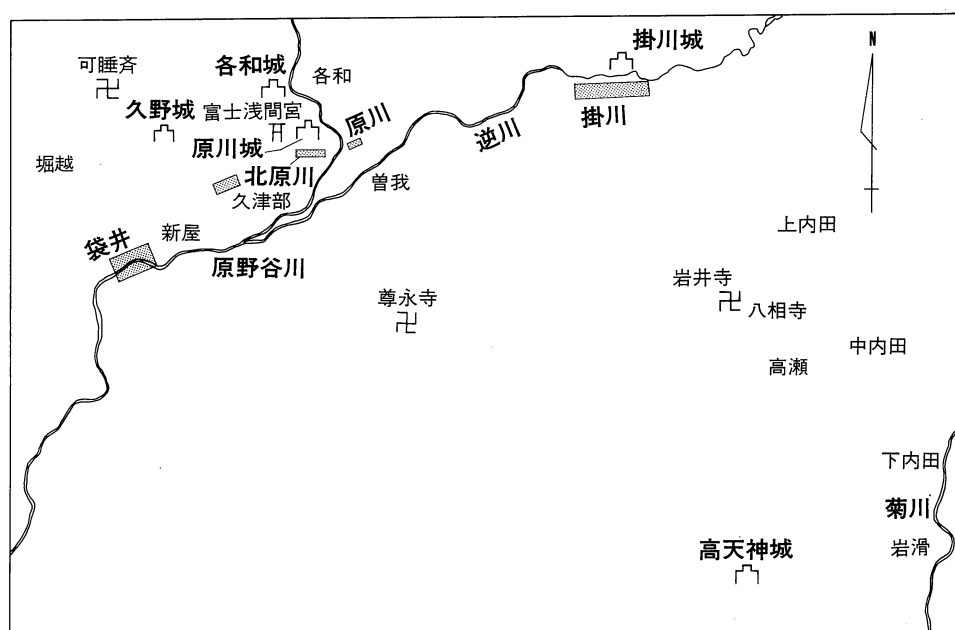 掛川城
N
可睡斉
各和城
各和
久野城
富士浅間宮
原川
掛川
原川城
逆川
堀越
北原川
曽我
久津部
上内田
新屋
袋井
原野谷川
岩井寺
尊永寺
八相寺
中内田
高瀬
下内田
菊川
高天神城
岩滑